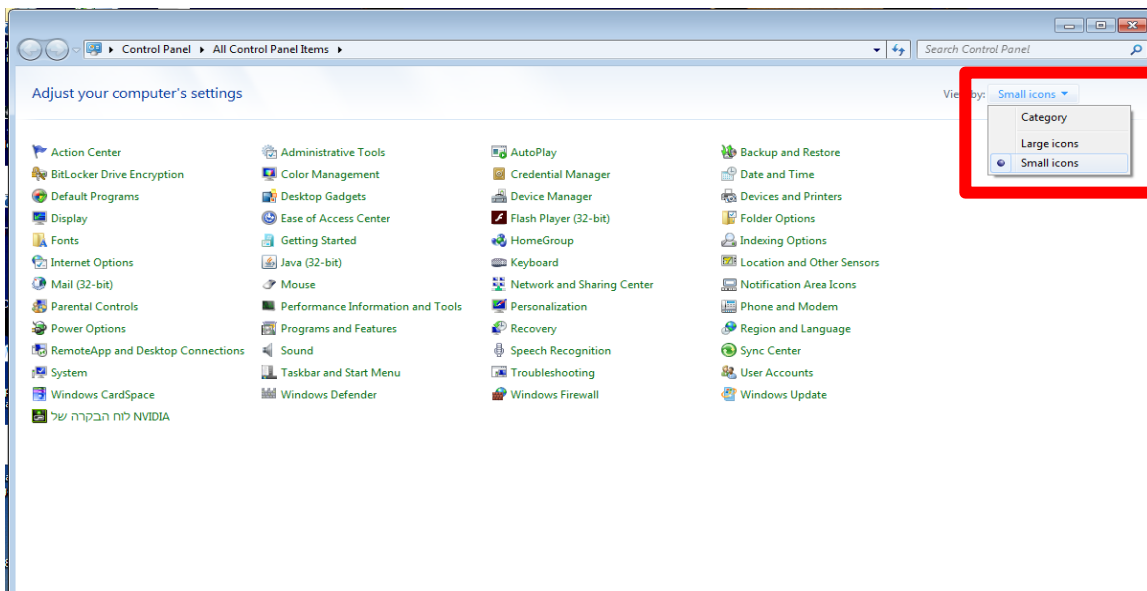 Control Panel ▸ All Control Panel Items ▸
Search Control Panel
Adjust your computer's settings
View by: Small icons
Category
Large icons
Small icons
Action Center
Administrative Tools
AutoPlay
Backup and Restore
BitLocker Drive Encryption
Color Management
Credential Manager
Date and Time
Default Programs
Desktop Gadgets
Device Manager
Devices and Printers
Display
Ease of Access Center
Flash Player (32-bit)
Folder Options
Fonts
Getting Started
HomeGroup
Indexing Options
Internet Options
Java (32-bit)
Keyboard
Location and Other Sensors
Mail (32-bit)
Mouse
Network and Sharing Center
Notification Area Icons
Parental Controls
Performance Information and Tools
Personalization
Phone and Modem
Power Options
Programs and Features
Recovery
Region and Language
RemoteApp and Desktop Connections
Sound
Speech Recognition
Sync Center
System
Taskbar and Start Menu
Troubleshooting
User Accounts
Windows CardSpace
Windows Defender
Windows Firewall
Windows Update
לוח הבקרה של NVIDIA